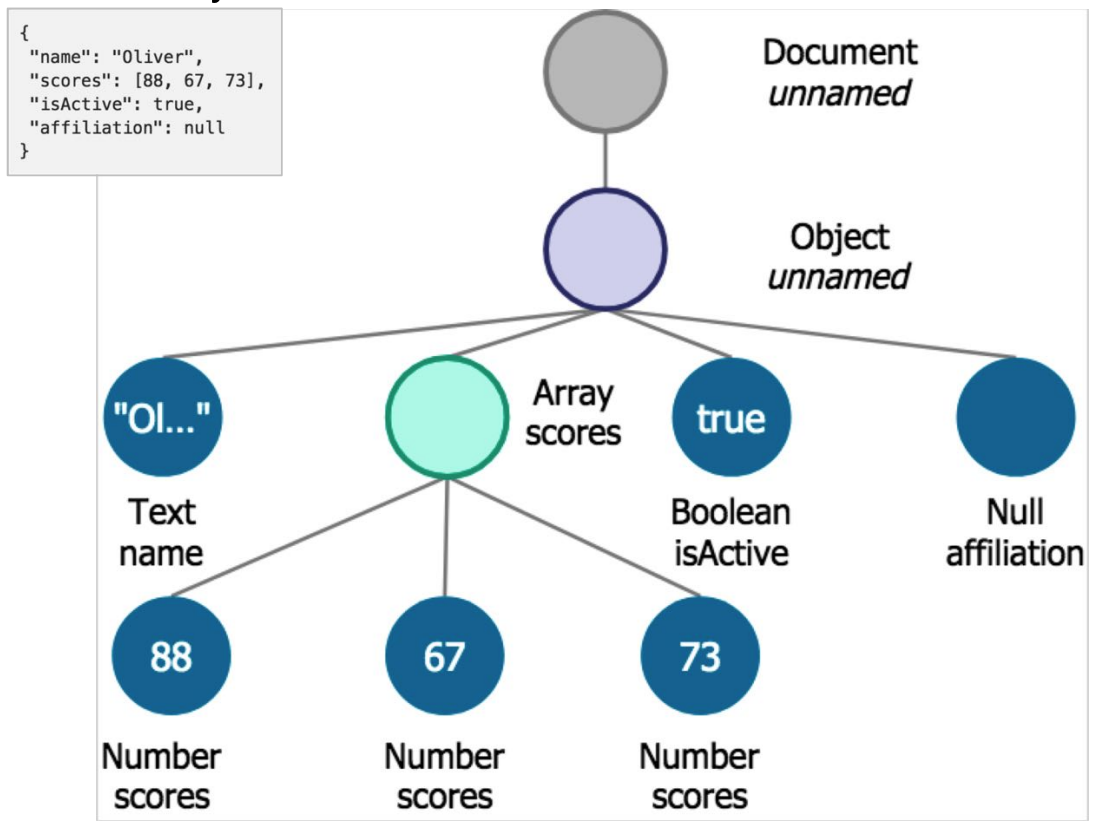 {
"name": "Oliver",
"scores": [88, 67, 73],
"isActive": true,
"affiliation": null
}
Document
unnamed
Object
unnamed
"Ol..."
Array
scores
true
Text
name
Boolean
isActive
Null
affiliation
88
67
73
Number
scores
Number
scores
Number
scores